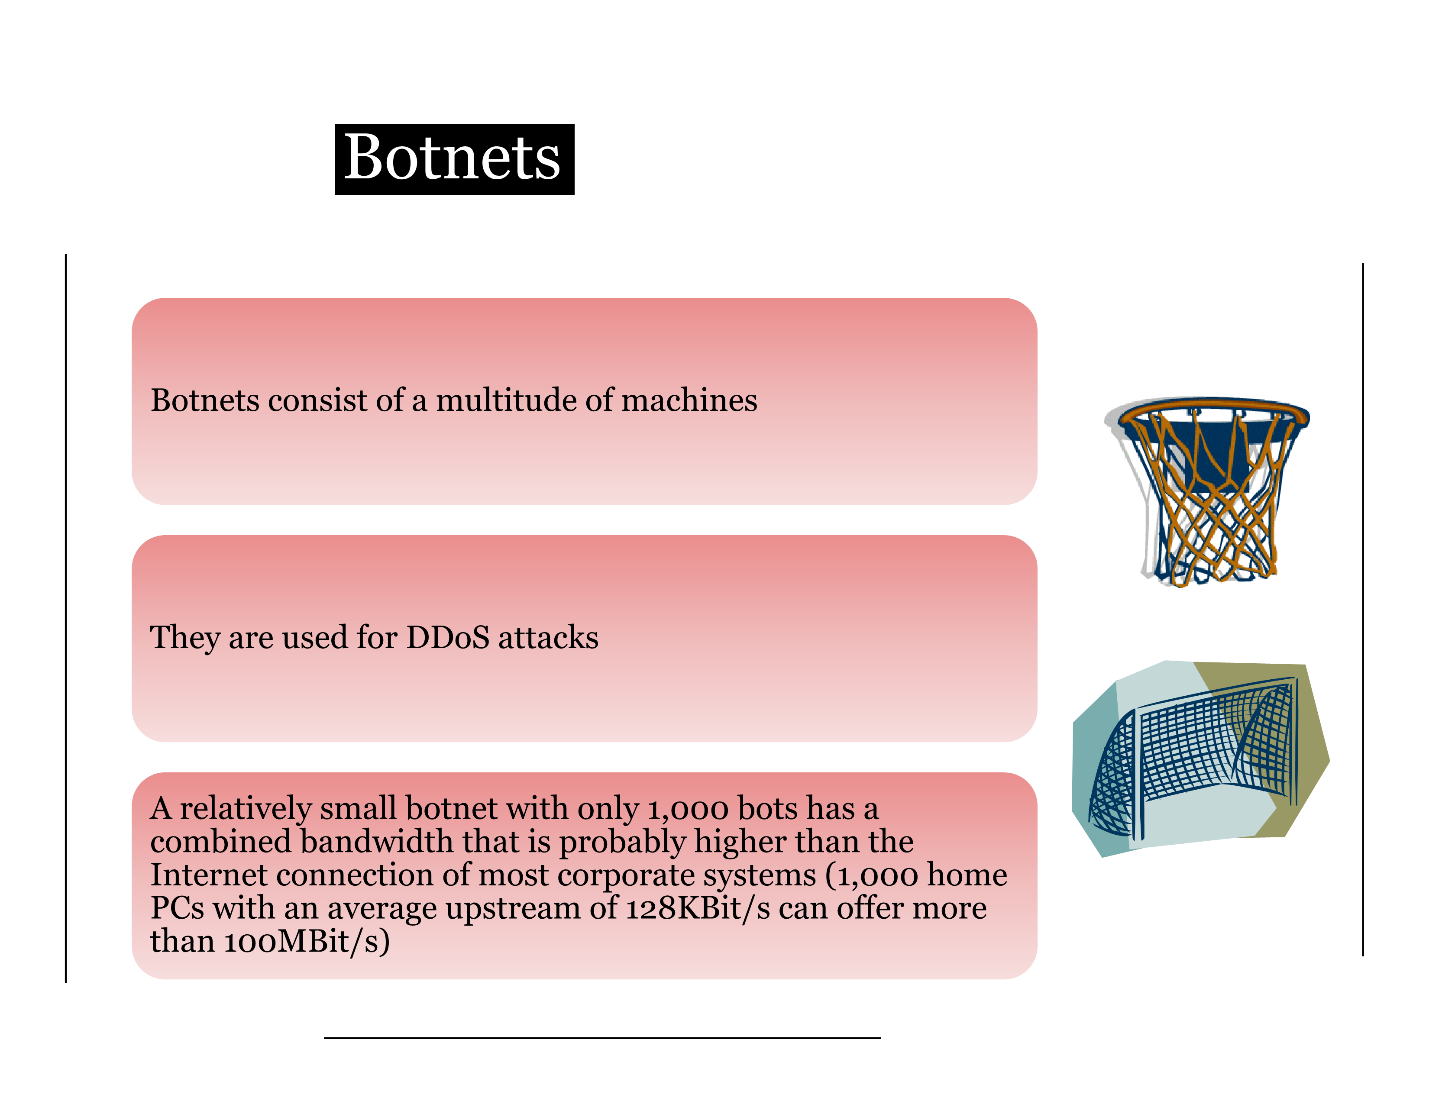 Botnets
Botnets consist of a multitude of machines
They are used for DDoS attacks
A relatively small botnet with only 1,000 bots has a
combined bandwidth that is probably higher than the
Internet connection of most corporate systems (1,000 home
PCs with an average upstream of 128KBit/s can offer more
than 100MBit/s)